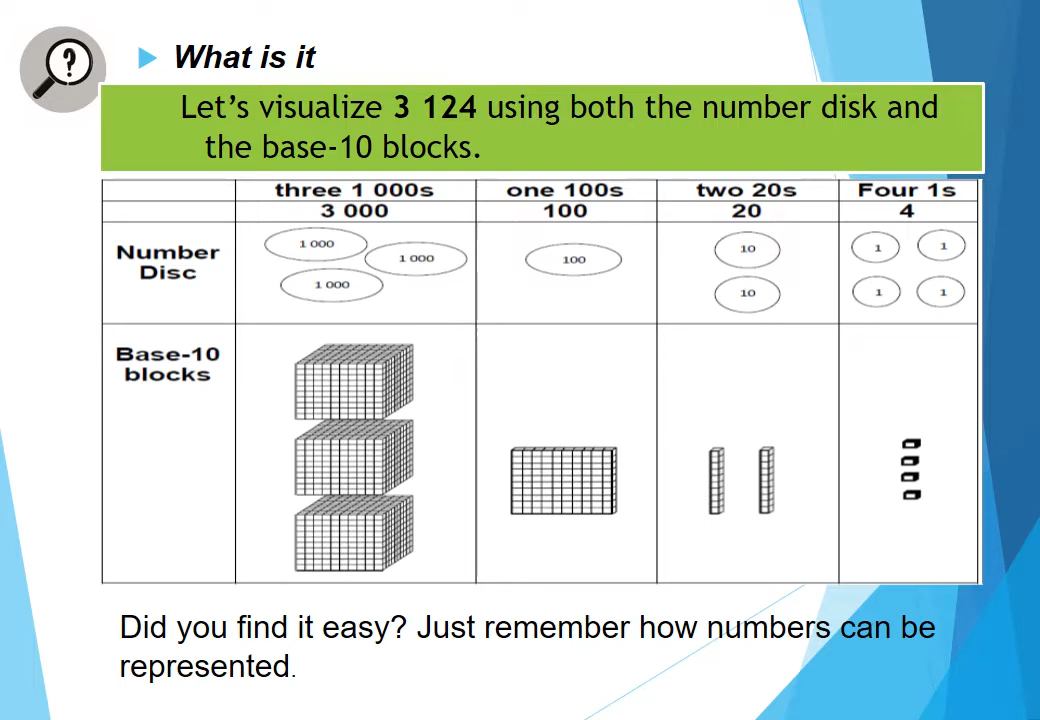 ?
What is it
Let’s visualize 3 124 using both the number disk and
the base-10 blocks.
three 1 000s one 100s two 20s Four 1s
3 000 100 20 4
Number
Disc
1 000
1 000
1 000
100
10
10
1 1
1 1
Base-10
blocks
Did you find it easy? Just remember how numbers can be
represented.